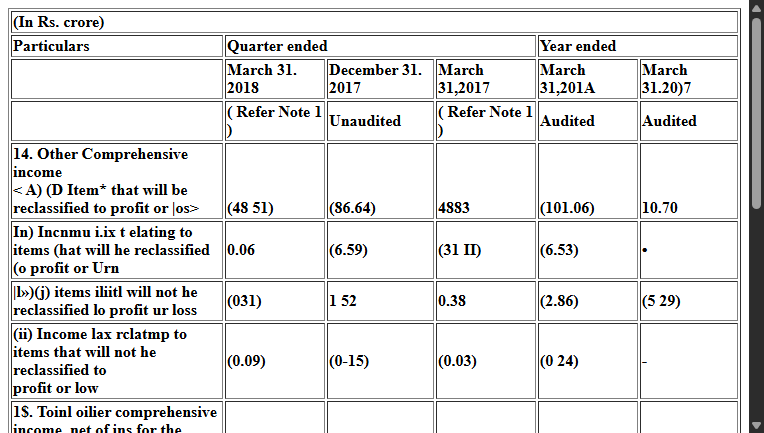 (In Rs. crore)
Particulars Quarter ended Year ended
March 31. December 31. March March March
2018 2017 31,2017 31,201A 31.20)7
( Refer Note 1 ( Refer Note 1
) Unaudited ) Audited Audited
14. Other Comprehensive
income
< A) (D Item* that will be
reclassified to profit or |os> (48 51) (86.64) 4883 (101.06) 10.70
In) Incnmu i.ix t elating to
items (hat will he reclassified 0.06 (6.59) (31 II) (6.53) •
(o profit or Urn
|l»)(j) items iliitl will not he
reclassified lo profit ur loss (031) 1 52 0.38 (2.86) (5 29)
(ii) Income lax rclatmp to
items that will not he
reclassified to (0.09) (0-15) (0.03) (0 24) -
profit or low
1$. Toinl oilier comprehensive
income, net of ins for the